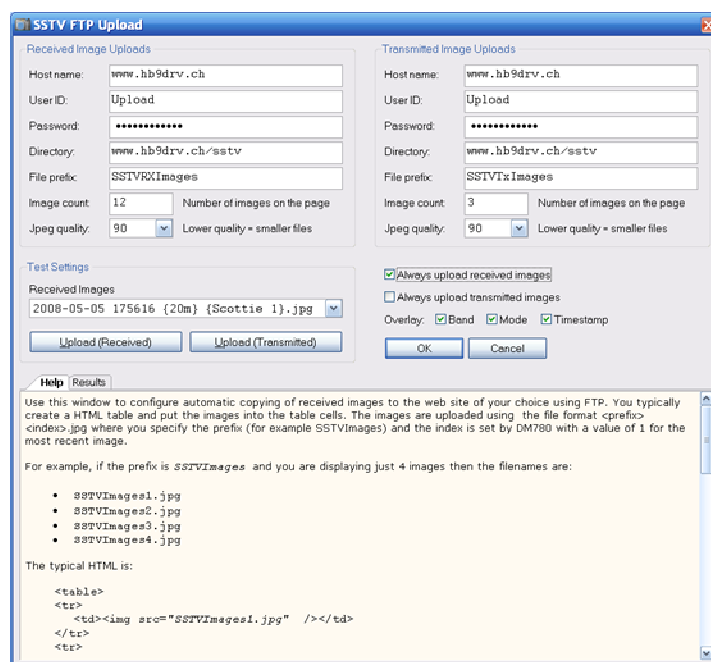 SSTV FTP Upload
Received Image Uploads
Host name: www.hb9drv.ch
User ID: Upload
Password: ••••••••••••
Directory: www.hb9drv.ch/sstv
File prefix: SSTVRXImages
Image count 12 Number of images on the page
Jpeg quality: 90 Lower quality = smaller files
Transmitted Image Uploads
Host name: www.hb9drv.ch
User ID: Upload
Password: ••••••••••••
Directory: www.hb9drv.ch/sstv
File prefix: SSTVTxImages
Image count 3 Number of images on the page
Jpeg quality: 90 Lower quality = smaller files
Test Settings
Received Images
2008-05-05 175616 {20m} {Scottie 1}.jpg
Upload (Received) Upload (Transmitted)
Always upload received images
Always upload transmitted images
Overlay: Band Mode Timestamp
OK Cancel
Help Results
Use this window to configure automatic copying of received images to the web site of your choice using FTP. You typically
create a HTML table and put the images into the table cells. The images are uploaded using the file format <prefix>
<index>.jpg where you specify the prefix (for example SSTVImages) and the index is set by DM780 with a value of 1 for the
most recent image.
For example, if the prefix is SSTVImages and you are displaying just 4 images then the filenames are:
• SSTVImages1.jpg
• SSTVImages2.jpg
• SSTVImages3.jpg
• SSTVImages4.jpg
The typical HTML is:
<table>
<tr>
<td><img src="SSTVImages1.jpg" /></td>
</tr>
<tr>